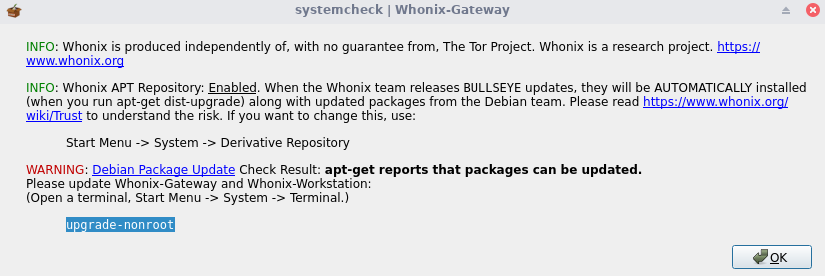 systemcheck | Whonix-Gateway
INFO: Whonix is produced independently of, with no guarantee from, The Tor Project. Whonix is a research project. https://
www.whonix.org
INFO: Whonix APT Repository: Enabled. When the Whonix team releases BULLSEYE updates, they will be AUTOMATICALLY installed
(when you run apt-get dist-upgrade) along with updated packages from the Debian team. Please read https://www.whonix.org/
wiki/Trust to understand the risk. If you want to change this, use:
Start Menu -> System -> Derivative Repository
WARNING: Debian Package Update Check Result: apt-get reports that packages can be updated.
Please update Whonix-Gateway and Whonix-Workstation:
(Open a terminal, Start Menu -> System -> Terminal.)
upgrade-nonroot
OK